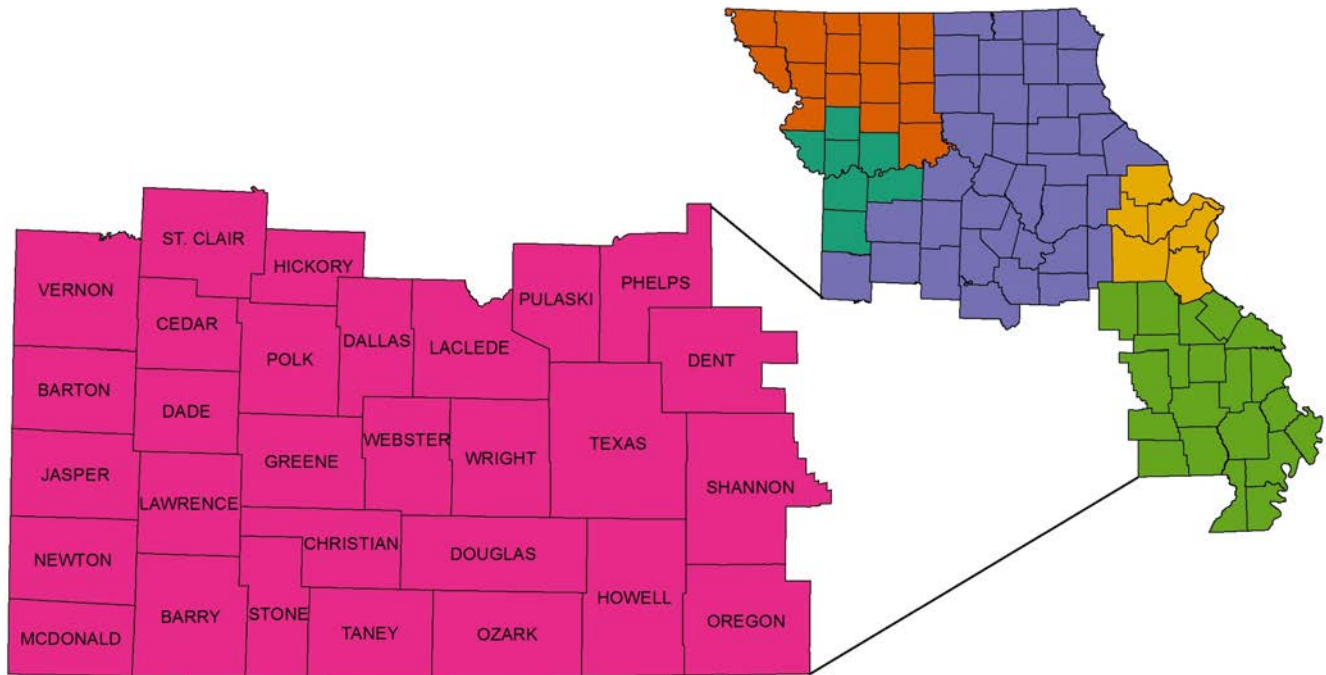 ST. CLAIR
HICKORY
VERNON
PULASKI
PHELPS
CEDAR
DALLAS
LACLEDE
POLK
DENT
BARTON
DADE
WEBSTER
TEXAS
GREENE
WRIGHT
JASPER
SHANNON
LAWRENCE
CHRISTIAN
DOUGLAS
NEWTON
HOWELL
BARRY
STONE
OREGON
MCDONALD
TANEY
OZARK